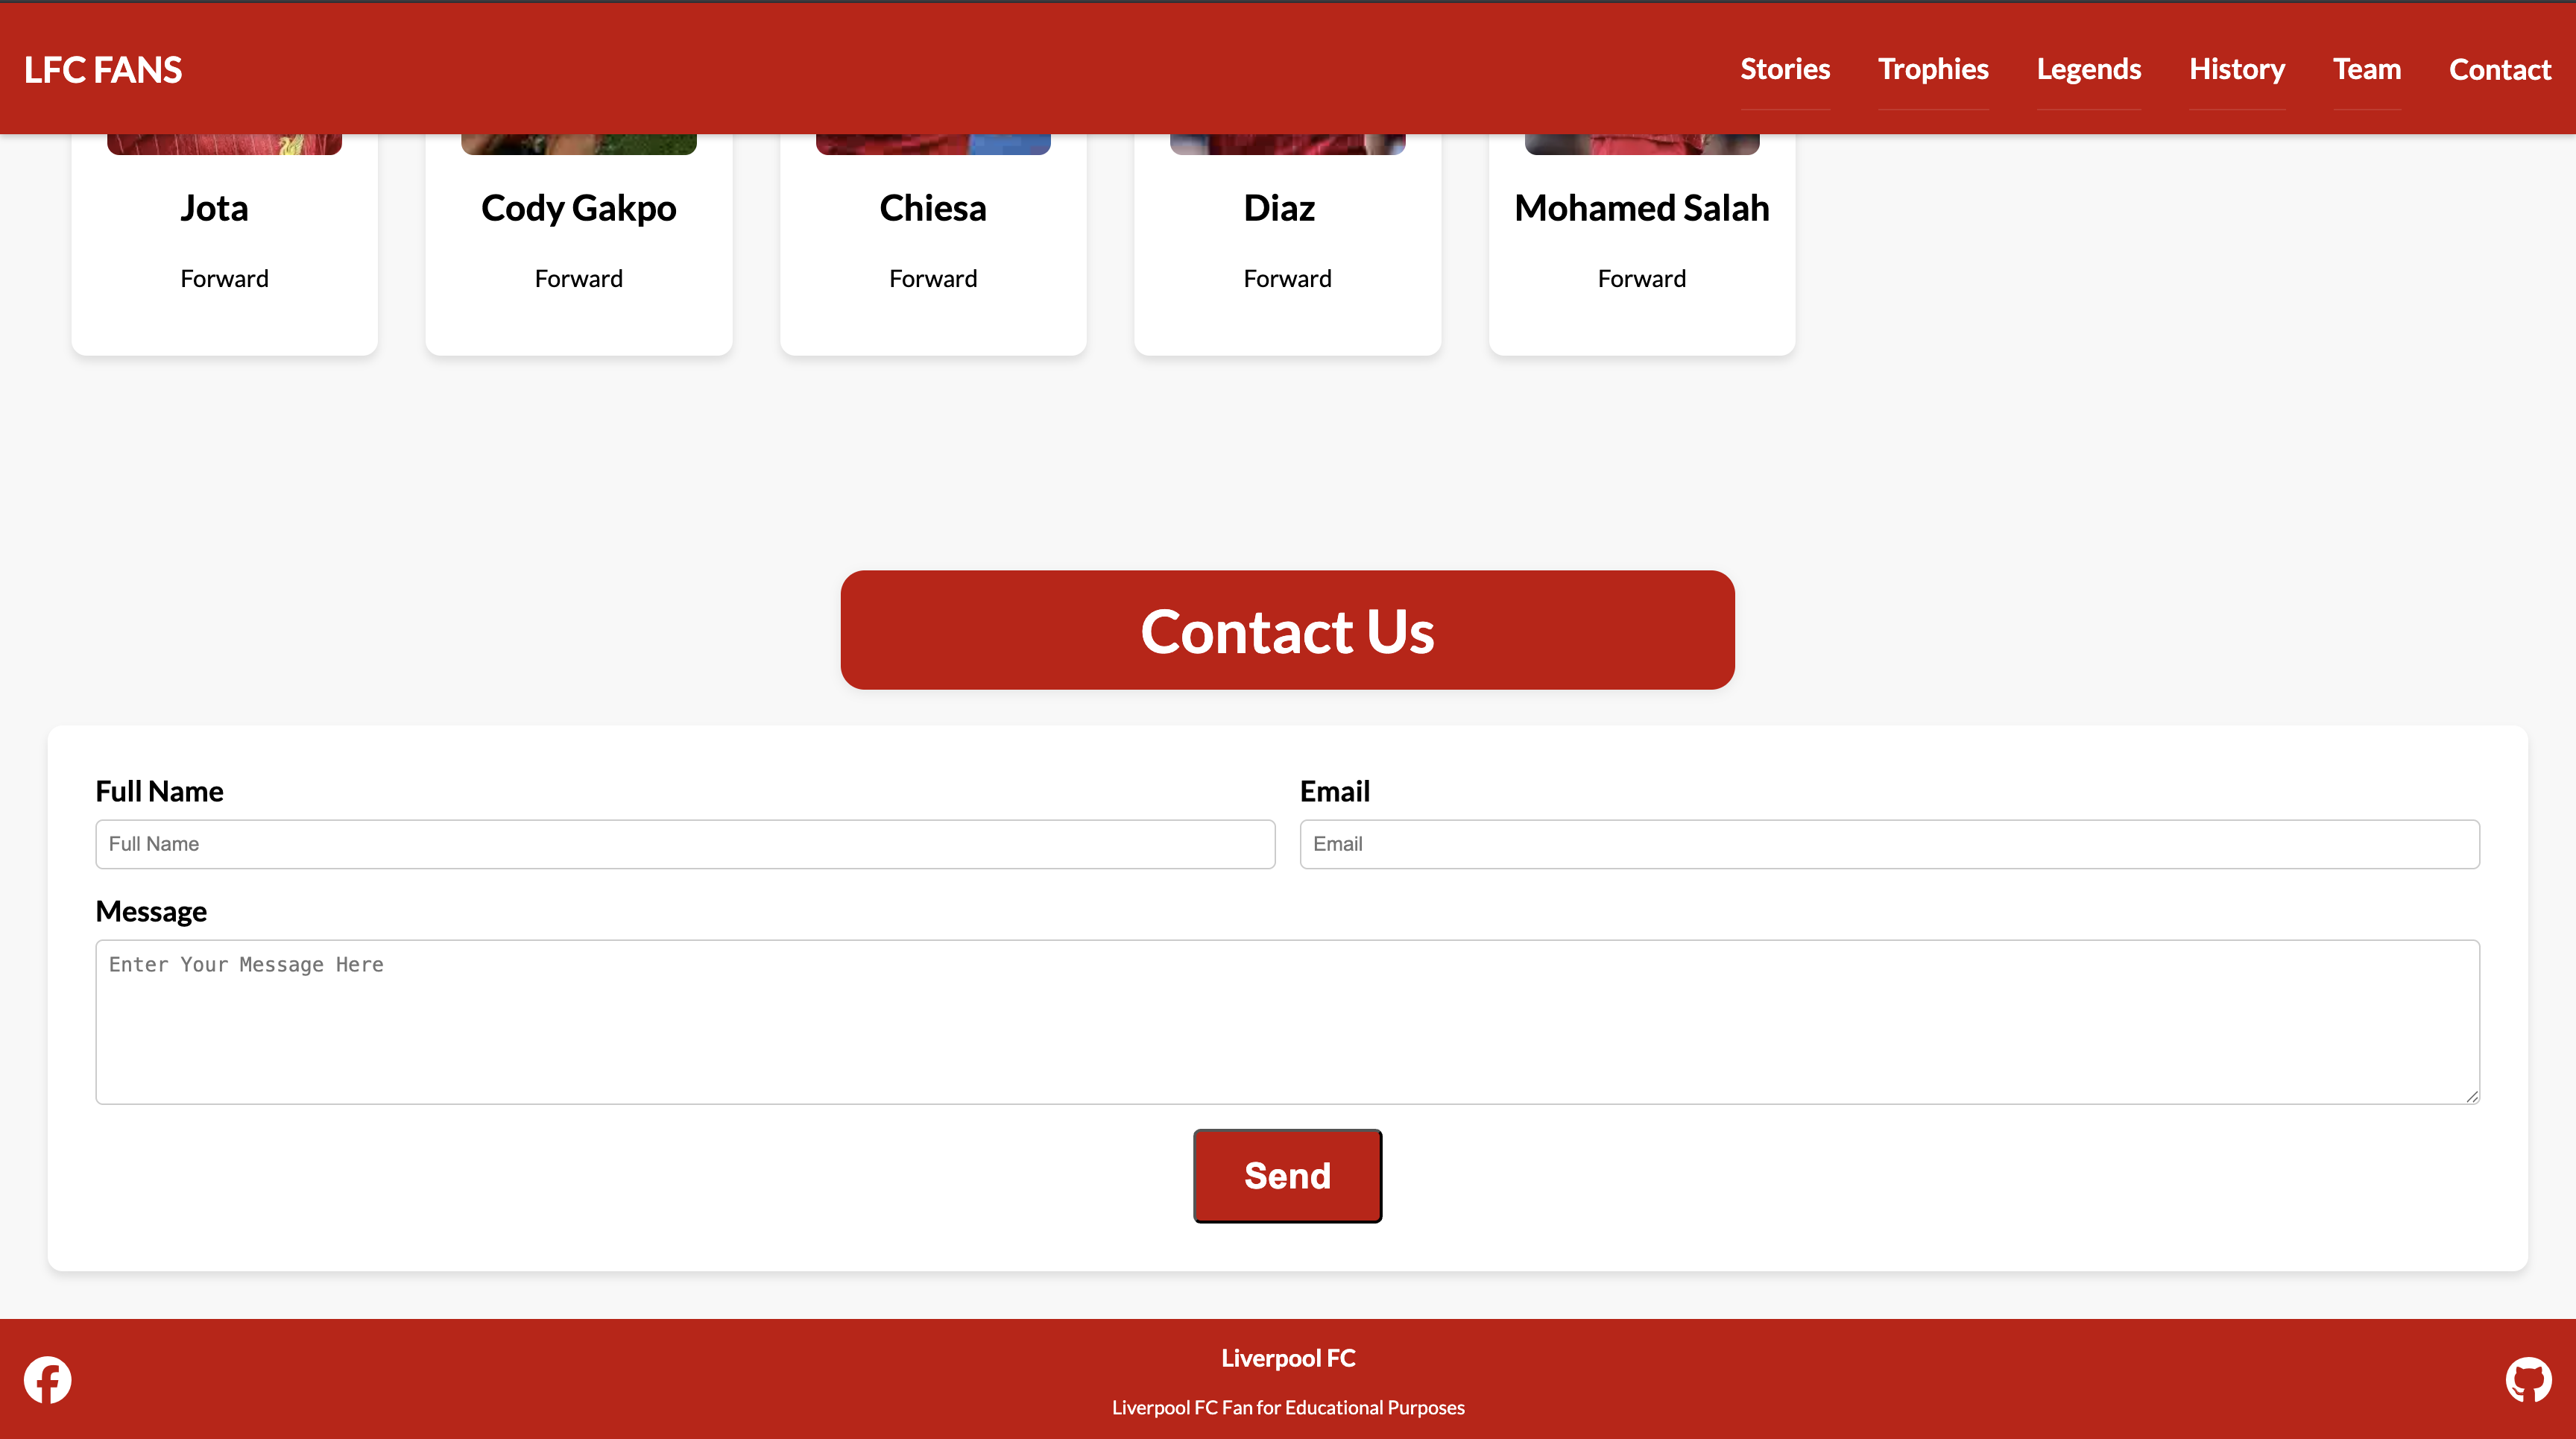 LFC FANS
Stories Trophies Legends History Team Contact
Jota Cody Gakpo Chiesa Diaz Mohamed Salah
Forward Forward Forward Forward Forward
Contact Us
Full Name Email
Full Name Email
Message
Enter Your Message Here
Send
Liverpool FC
Liverpool FC Fan for Educational Purposes